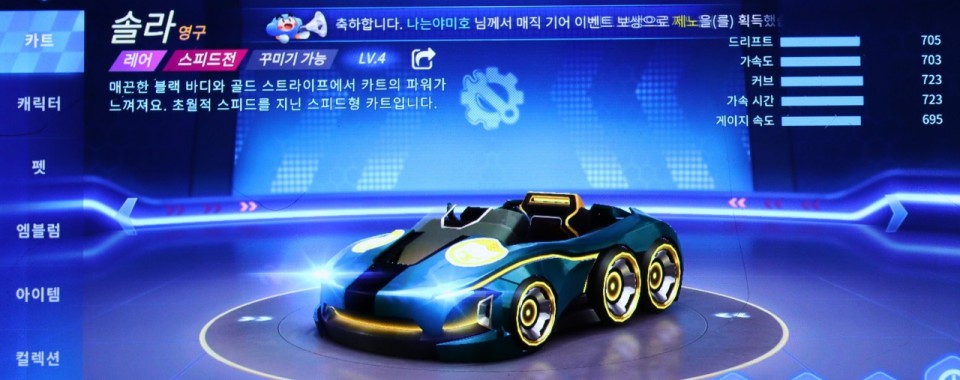 솔라 영구
축하합니다. 나는야미호 님께서 매직 기어 이벤트 보상으로 제노을(를) 획득했
레어 스피드전 꾸미기 가능 LV.4
매끈한 블랙 바디와 골드 스트라이프에서 카트의 파워가
느껴져요. 초월적 스피드를 지닌 스피드형 카트입니다.
드리프트 705
가속도 703
커브 723
가속 시간 723
게이지 속도 695
카트
캐릭터
펫
엠블럼
아이템
컬렉션